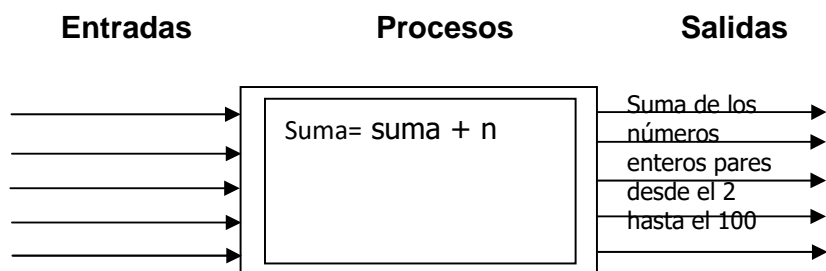 Entradas Procesos Salidas
Suma= suma + n
Suma de los
números
enteros pares
desde el 2
hasta el 100